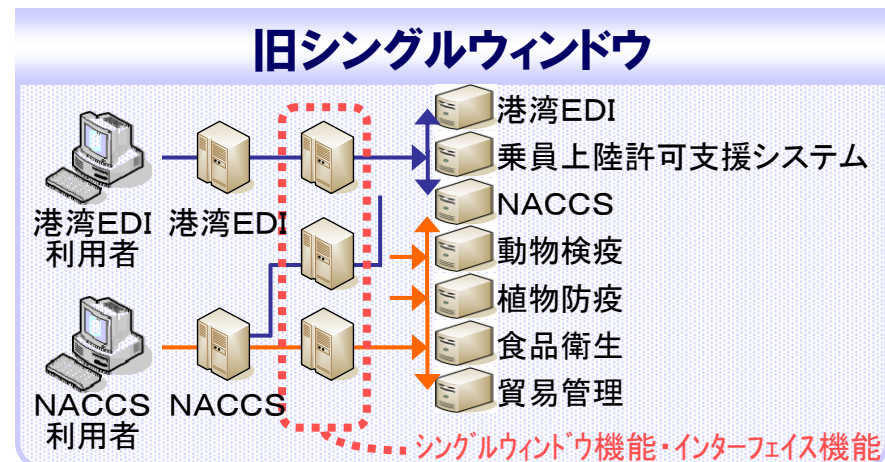 旧シングルウィンドウ
港湾EDI
利用者
港湾EDI
NACCS
利用者
NACCS
港湾EDI
乗員上陸許可支援システム
NACCS
動物検疫
植物防疫
食品衛生
貿易管理
シングルウィンドウ機能・インターフェイス機能